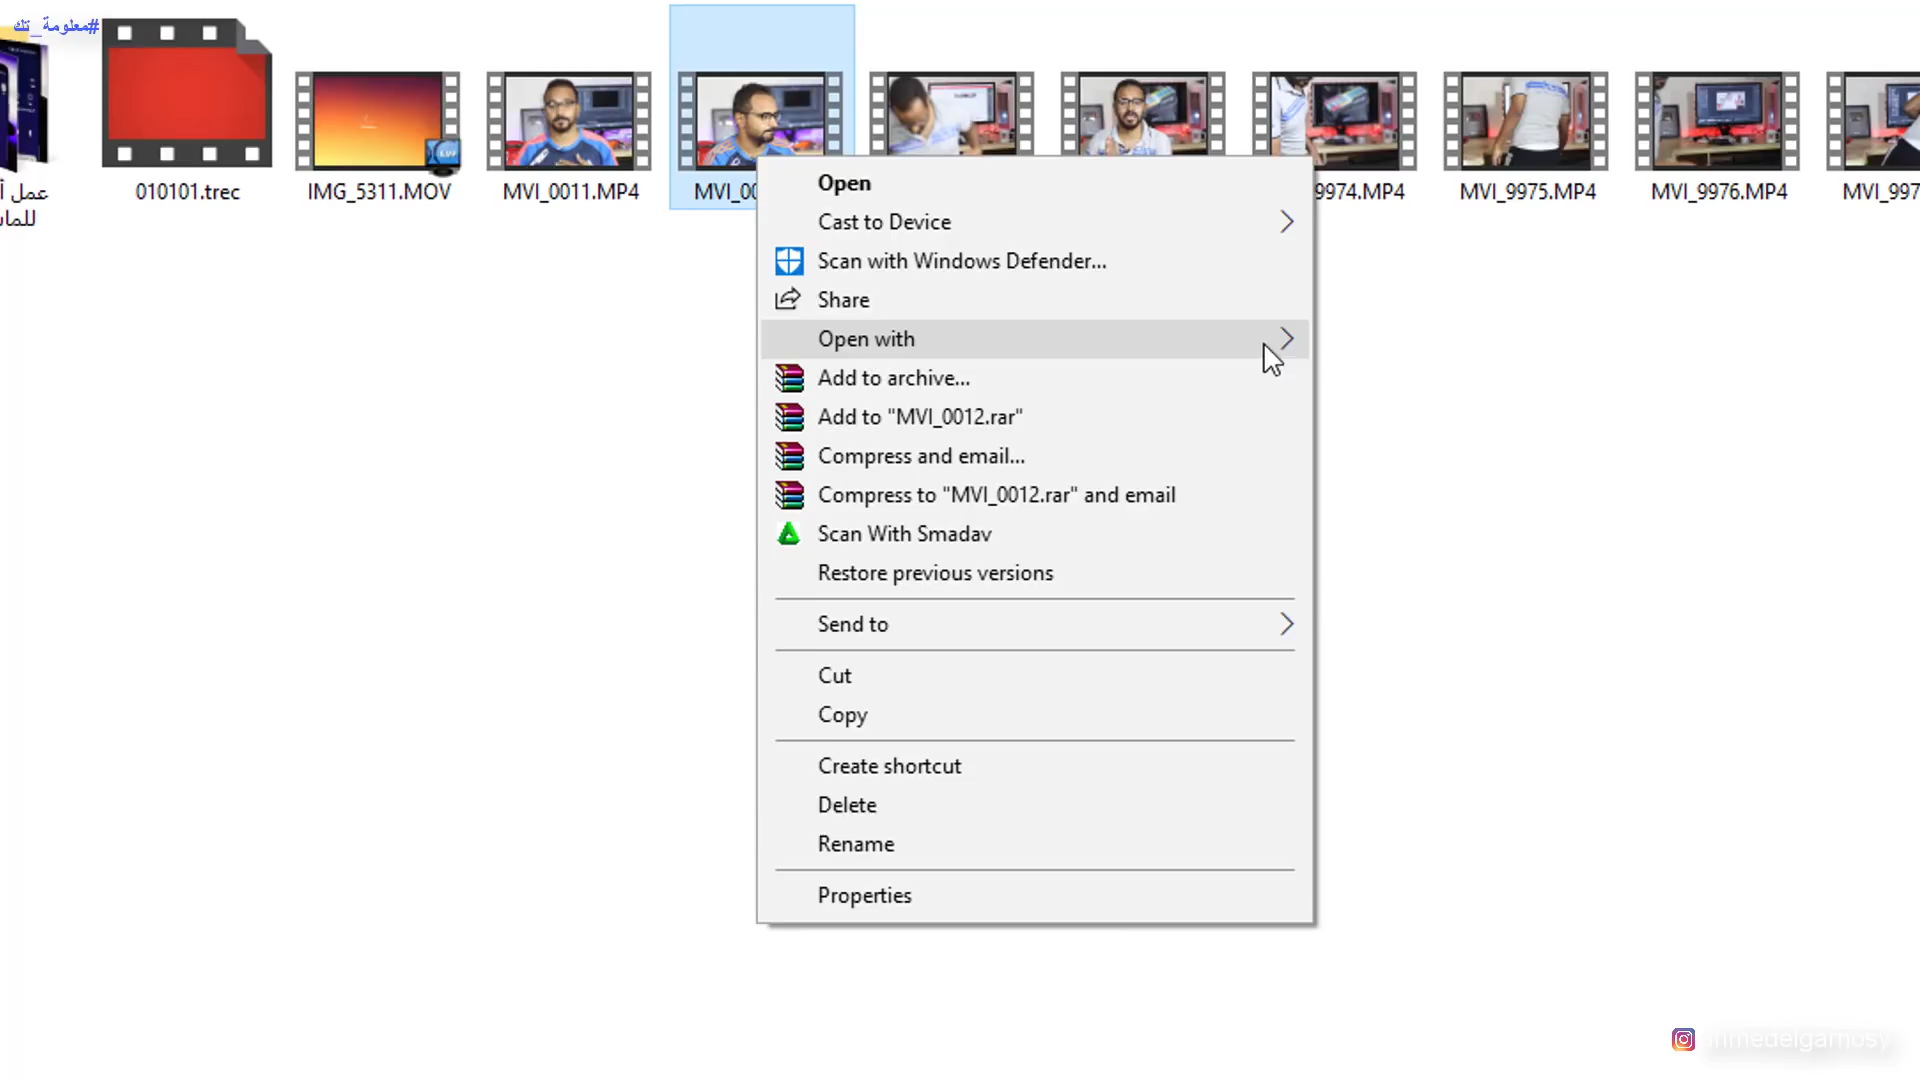 #معلومة_تك
عمل أ
للما
010101.trec
IMG_5311.MOV
MVI_0011.MP4
MVI_00
9974.MP4
MVI_9975.MP4
MVI_9976.MP4
MVI_997
Open
Cast to Device
Scan with Windows Defender...
Share
Open with
Add to archive...
Add to "MVI_0012.rar"
Compress and email...
Compress to "MVI_0012.rar" and email
Scan With Smadav
Restore previous versions
Send to
Cut
Copy
Create shortcut
Delete
Rename
Properties